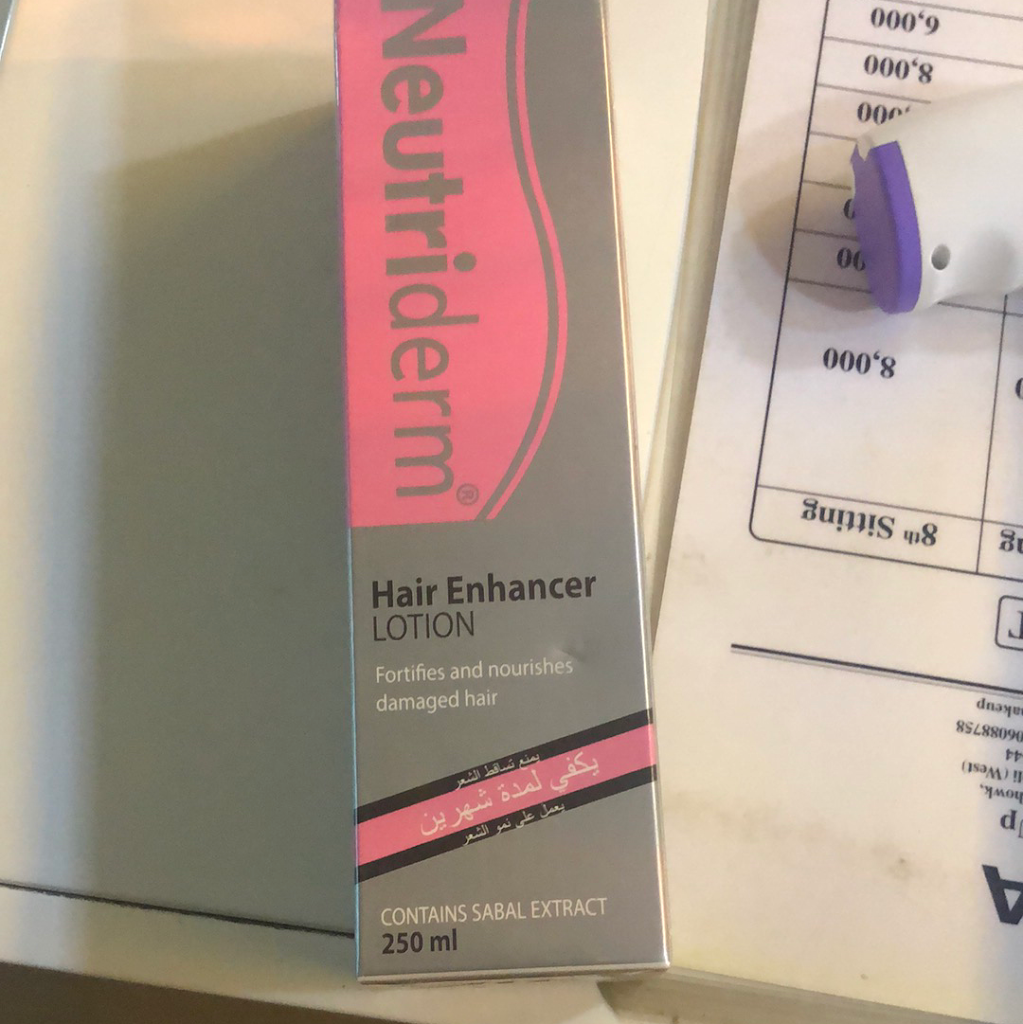 Neutriderm®
Hair Enhancer
LOTION
Fortifies and nourishes
damaged hair
يمنع تساقط الشعر
يكفي لمدة شهرين
يعمل على نمو الشعر
CONTAINS SABAL EXTRACT
250 ml
8th Sitting
8,000
8,000
6,000
(West)